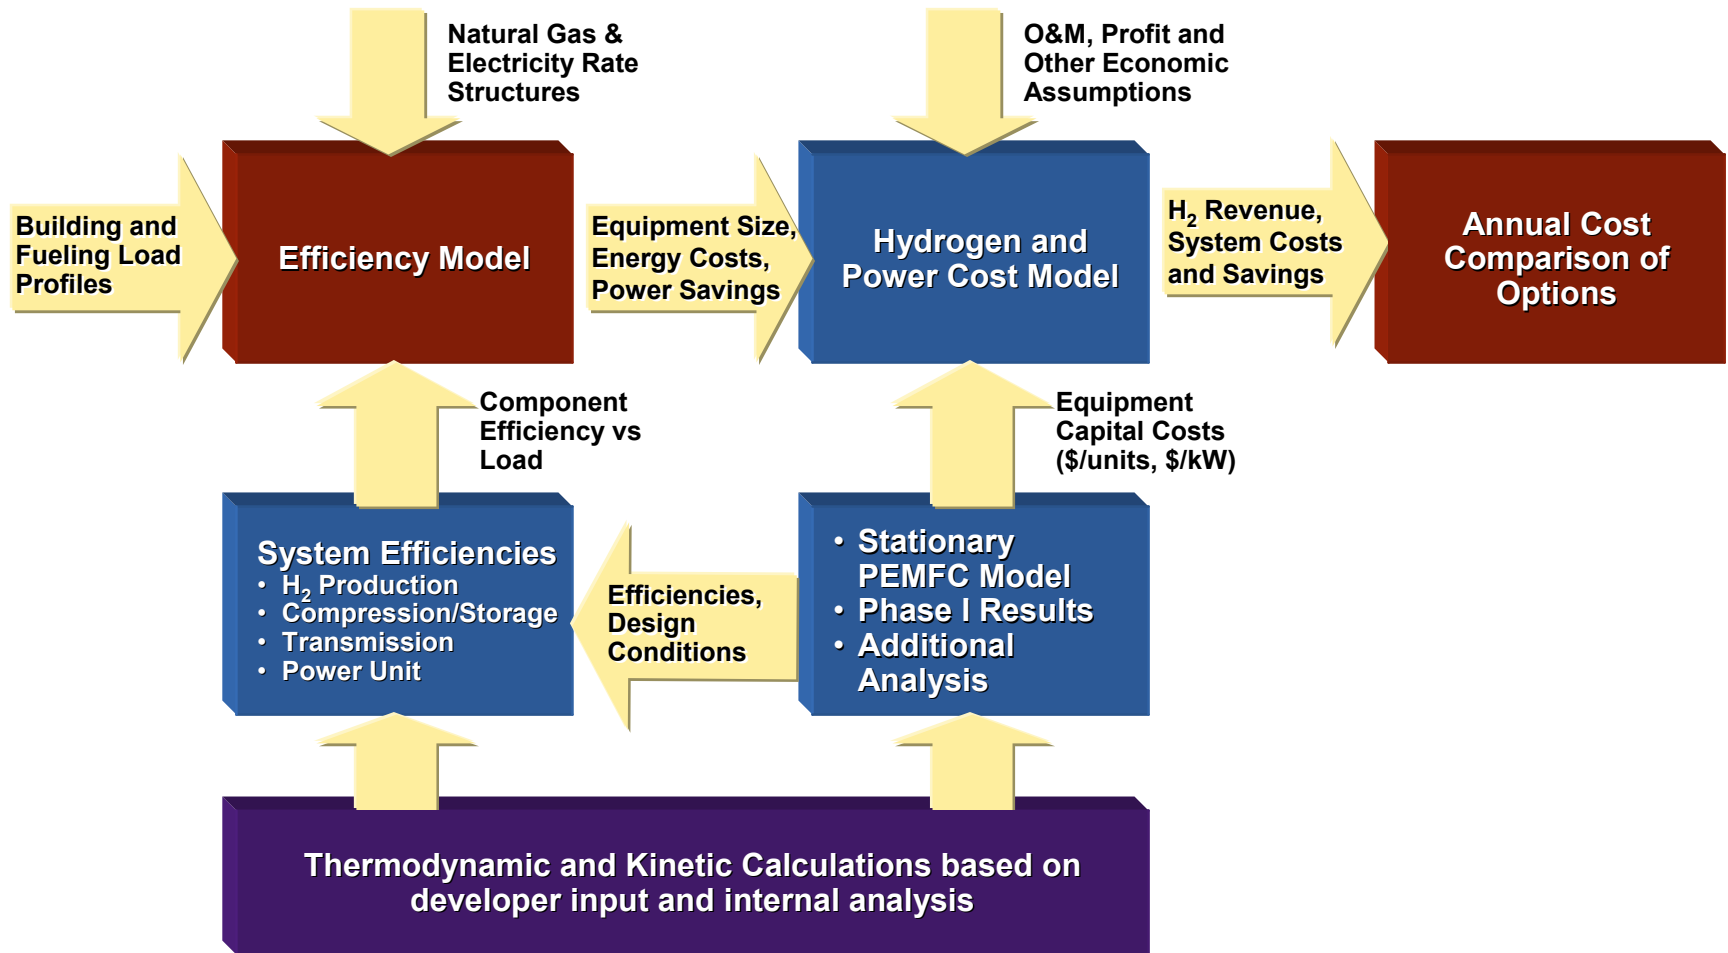 Natural Gas &
Electricity Rate
Structures
O&M, Profit and
Other Economic
Assumptions
Building and
Fueling Load
Profiles
Efficiency Model
Equipment Size,
Energy Costs,
Power Savings
Hydrogen and
Power Cost Model
H2 Revenue,
System Costs
and Savings
Annual Cost
Comparison of
Options
Component
Efficiency vs
Load
Equipment
Capital Costs
($/units, $/kW)
System Efficiencies
• H2 Production
• Compression/Storage
• Transmission
• Power Unit
Efficiencies,
Design
Conditions
• Stationary
PEMFC Model
• Phase I Results
• Additional
Analysis
Thermodynamic and Kinetic Calculations based on
developer input and internal analysis